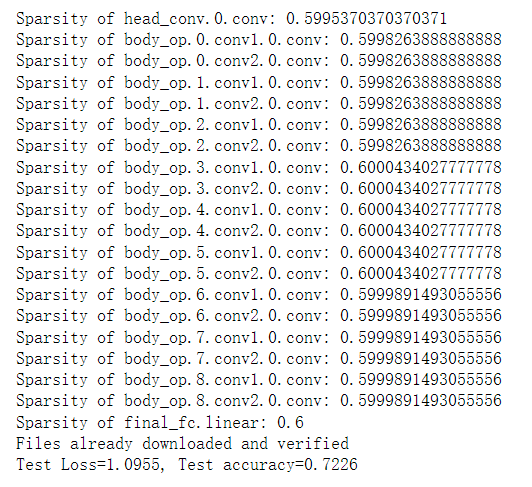 Sparsity of head_conv.0.conv: 0.5995370370370371
Sparsity of body_op.0.conv1.0.conv: 0.5998263888888888
Sparsity of body_op.0.conv2.0.conv: 0.5998263888888888
Sparsity of body_op.1.conv1.0.conv: 0.5998263888888888
Sparsity of body_op.1.conv2.0.conv: 0.5998263888888888
Sparsity of body_op.2.conv1.0.conv: 0.5998263888888888
Sparsity of body_op.2.conv2.0.conv: 0.5998263888888888
Sparsity of body_op.3.conv1.0.conv: 0.6000434027777778
Sparsity of body_op.3.conv2.0.conv: 0.6000434027777778
Sparsity of body_op.4.conv1.0.conv: 0.6000434027777778
Sparsity of body_op.4.conv2.0.conv: 0.6000434027777778
Sparsity of body_op.5.conv1.0.conv: 0.6000434027777778
Sparsity of body_op.5.conv2.0.conv: 0.6000434027777778
Sparsity of body_op.6.conv1.0.conv: 0.5999891493055556
Sparsity of body_op.6.conv2.0.conv: 0.5999891493055556
Sparsity of body_op.7.conv1.0.conv: 0.5999891493055556
Sparsity of body_op.7.conv2.0.conv: 0.5999891493055556
Sparsity of body_op.8.conv1.0.conv: 0.5999891493055556
Sparsity of body_op.8.conv2.0.conv: 0.5999891493055556
Sparsity of final_fc.linear: 0.6
Files already downloaded and verified
Test Loss=1.0955, Test accuracy=0.7226